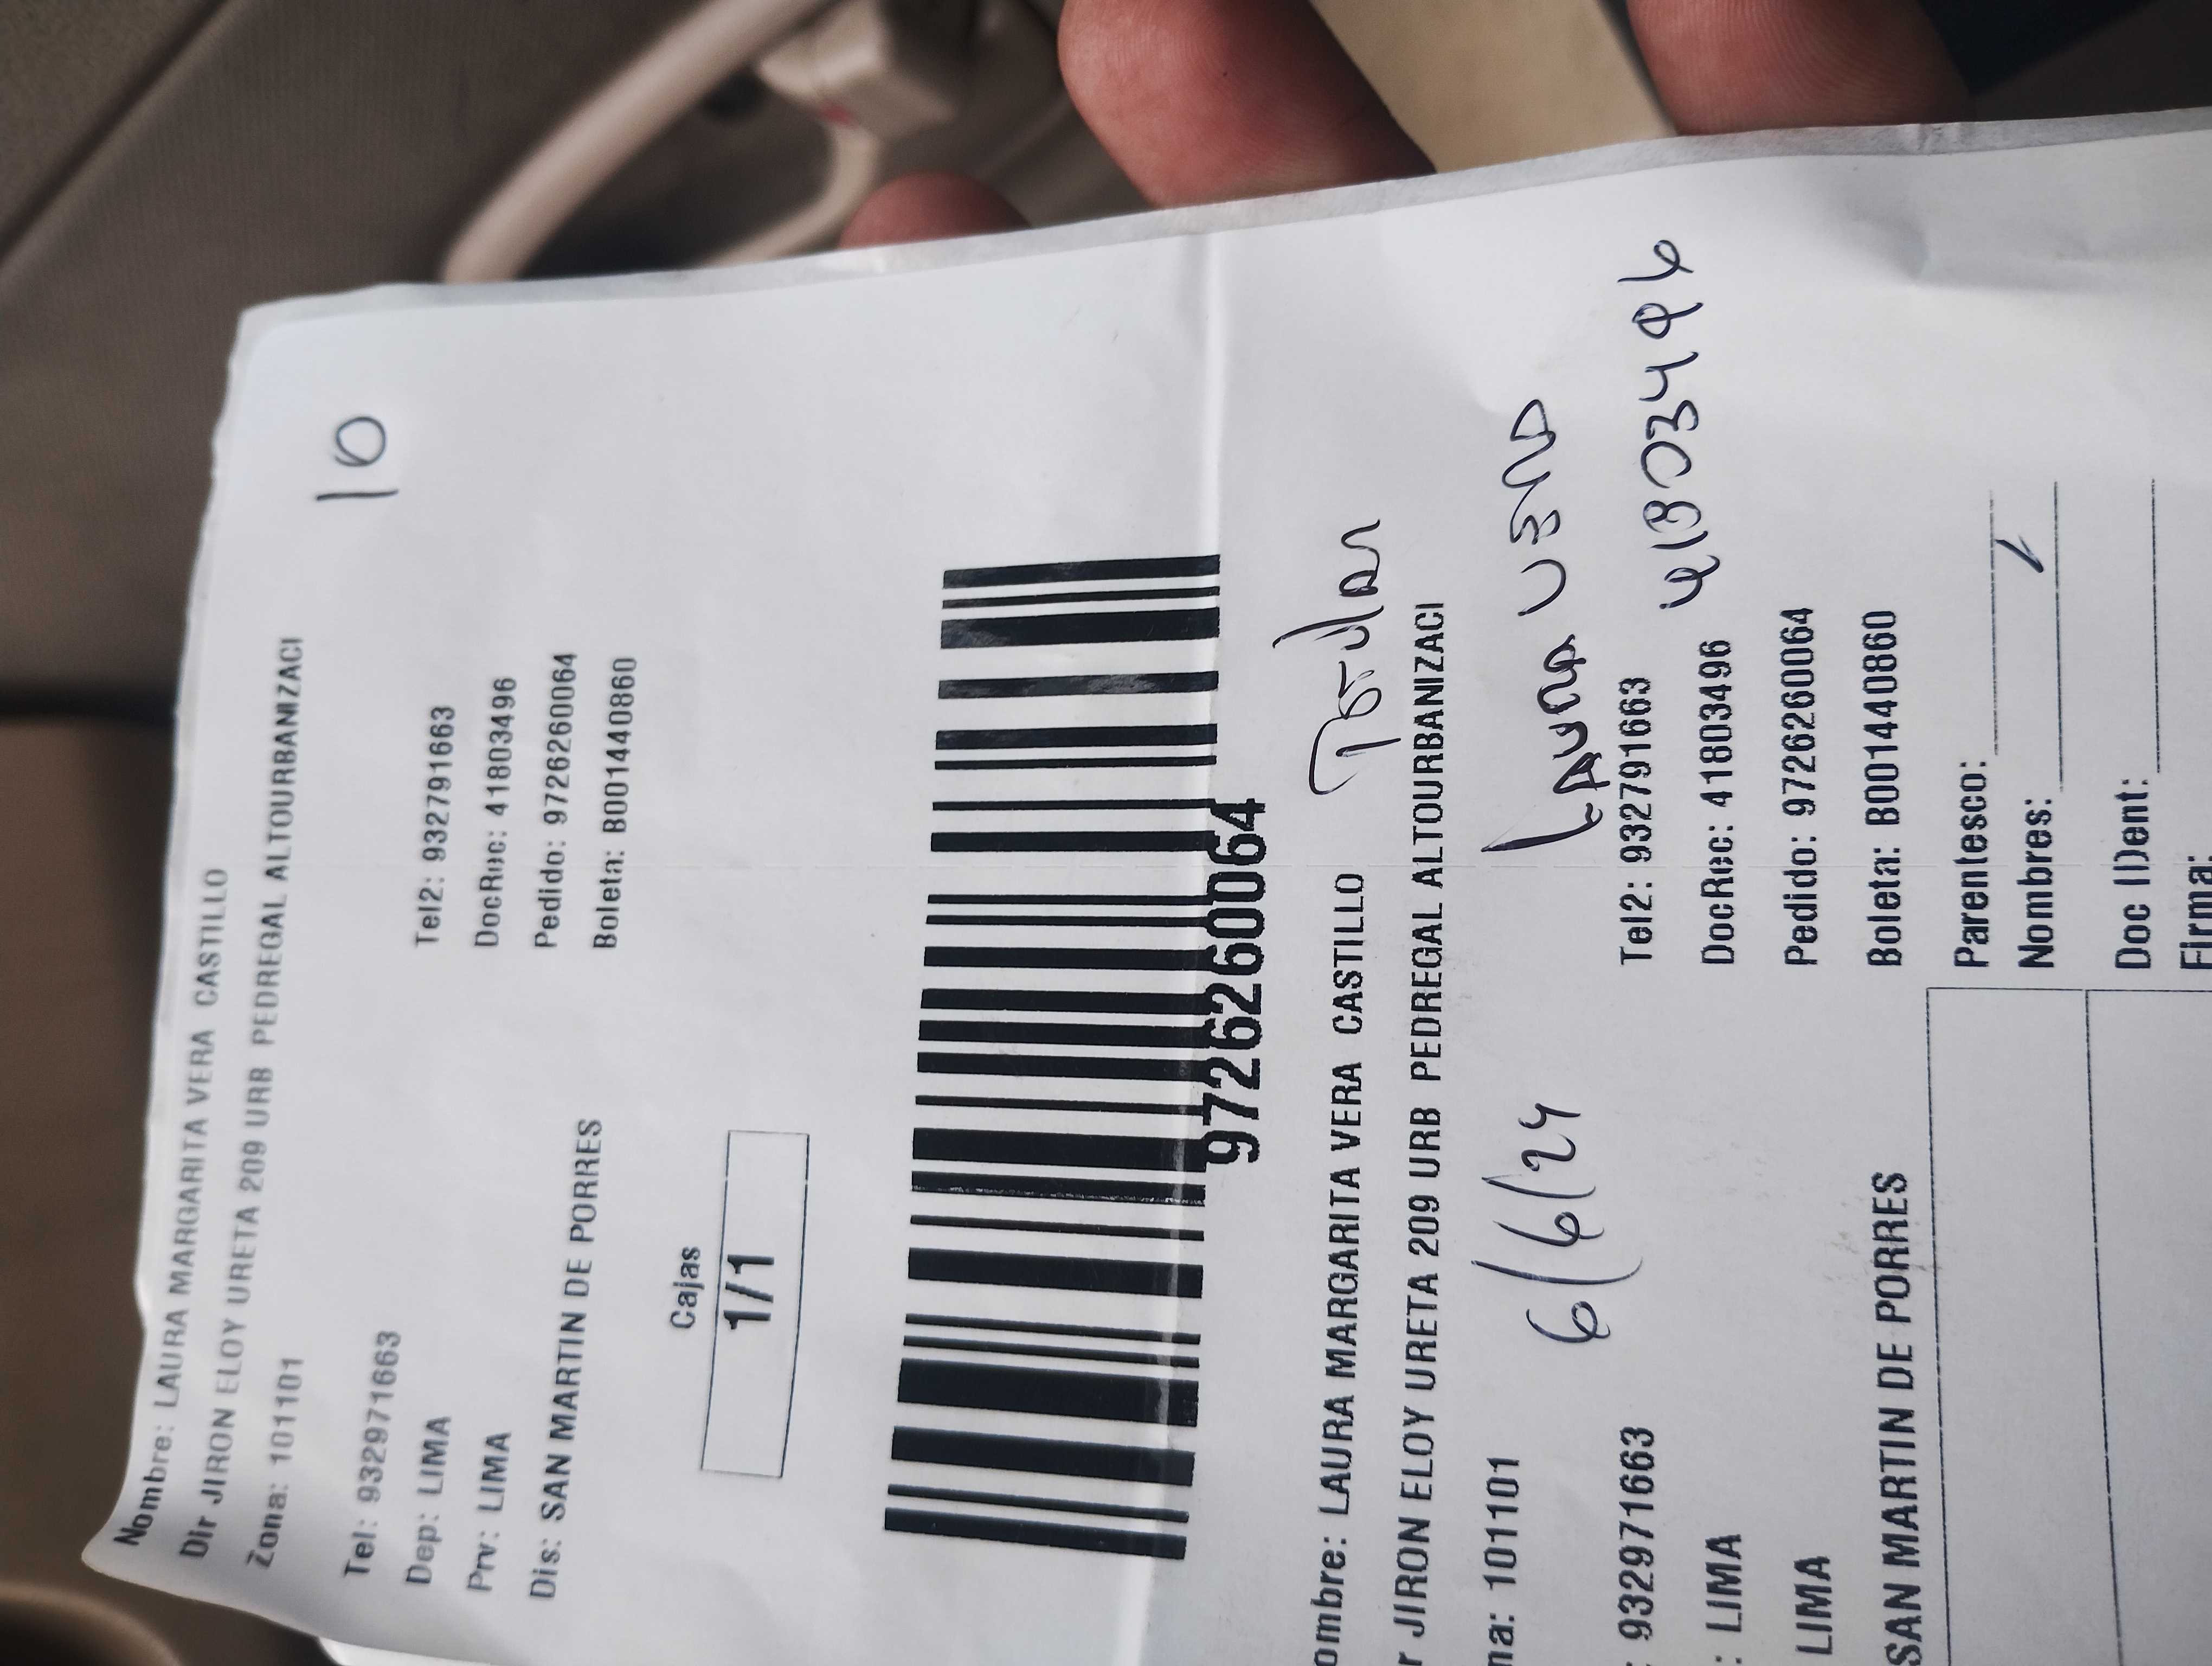 Nombre: LAURA MARGARITA VERA CASTILLO
Dir JIRON ELOY URETA 209 URB PEDREGAL ALTOURBANIZACI
Zona: 101101
10
Tel: 932971663
Tel2: 932791663
Dep: LIMA
DocRuc: 41803496
Prv: LIMA
Pedido: 9726260064
Dis: SAN MARTIN DE PORRES
Boleta: B001440860
Cajas
1/1
9726260064
Titular
ombre: LAURA MARGARITA VERA CASTILLO
r JIRON ELOY URETA 209 URB PEDREGAL ALTOURBANIZACI
na: 101101
6/6/24
LAURA VERA
: 932971663
Tel2: 932791663
41803496
: LIMA
DocRuc: 41803496
LIMA
Pedido: 9726260064
SAN MARTIN DE PORRES
Boleta: B001440860
Parentesco:
Nombres:
Doc IDent:
Firma: